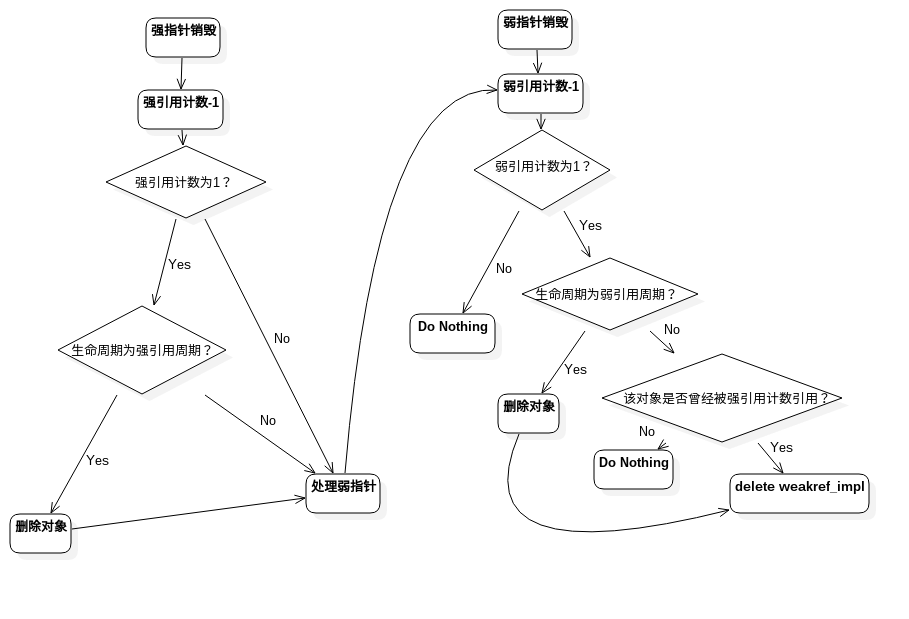 强指针销毁
强引用计数-1
强引用计数为1？
Yes
No
生命周期为强引用周期？
Yes
No
删除对象
处理弱指针
弱指针销毁
弱引用计数-1
弱引用计数为1？
No
Yes
Do Nothing
生命周期为弱引用周期？
Yes
No
删除对象
该对象是否曾经被强引用计数引用？
No
Yes
Do Nothing
delete weakref_impl